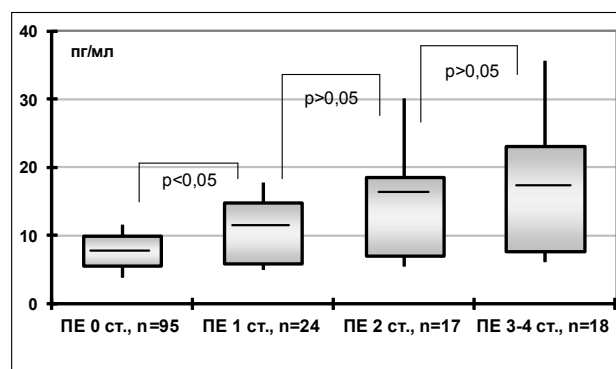 40
пг/мл
p>0,05
30
p>0,05
20
p<0,05
10
0
ПЕ 0 ст., n=95 ПЕ 1 ст., n=24 ПЕ 2 ст., n=17 ПЕ 3-4 ст., n=18